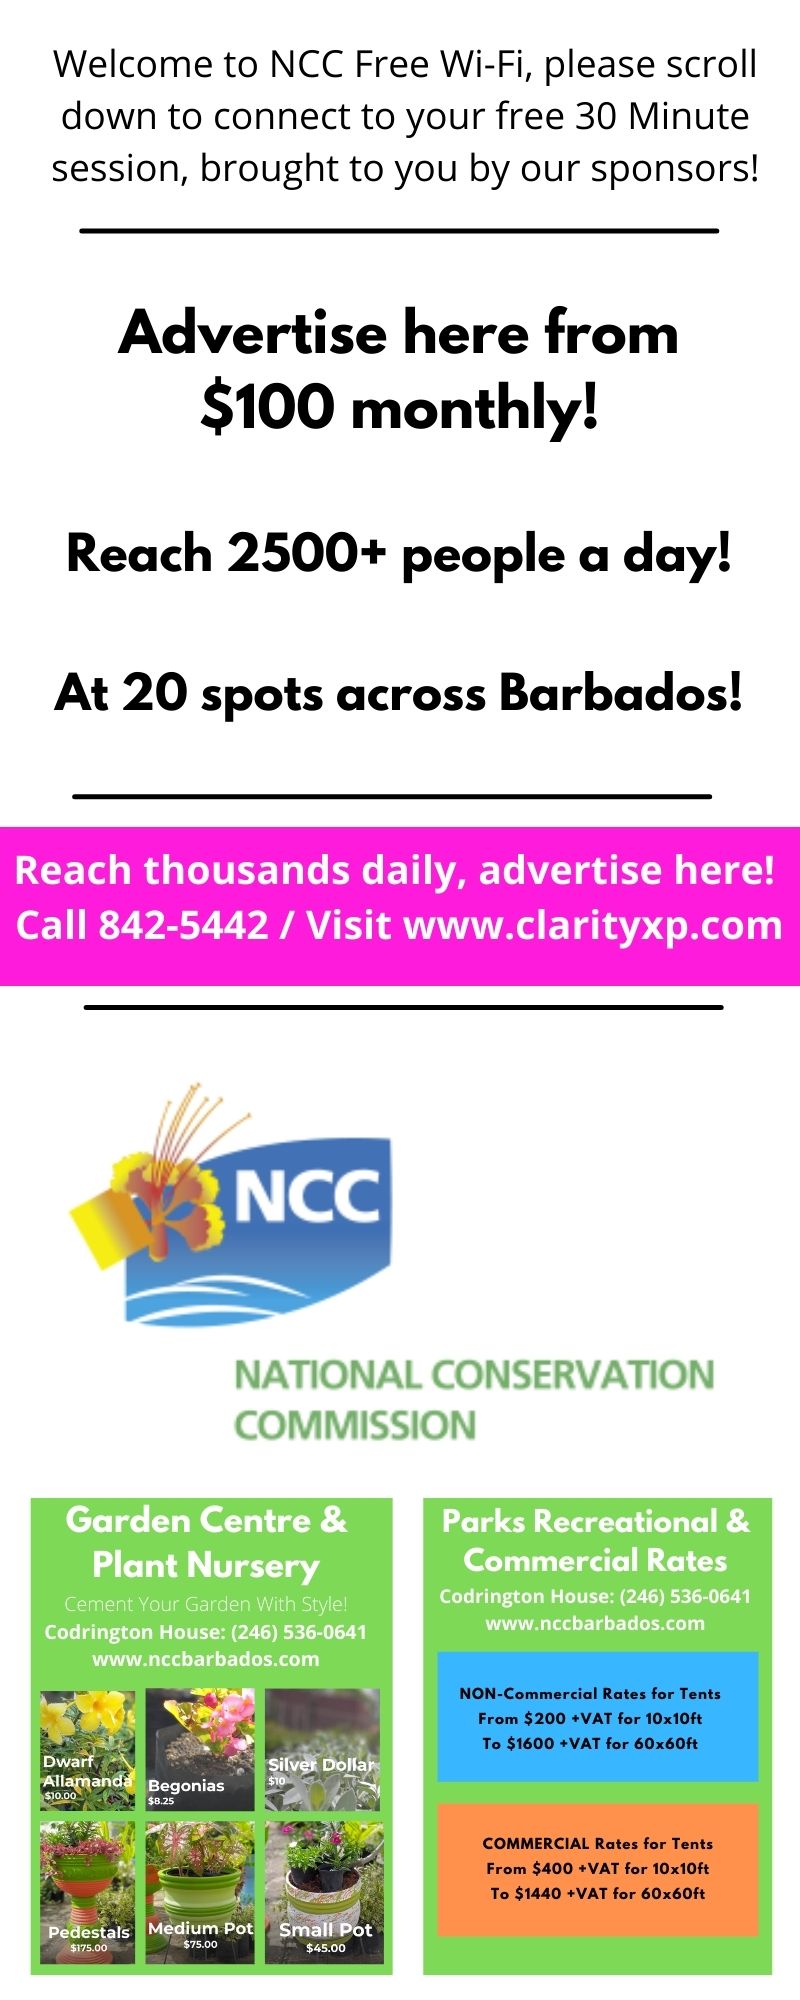 Welcome to NCC Free Wi-Fi, please scroll
down to connect to your free 30 Minute
session, brought to you by our sponsors!
Advertise here from
$100 monthly!
Reach 2500+ people a day!
At 20 spots across Barbados!
Reach thousands daily, advertise here!
Call 842-5442 / Visit www.clarityxp.com
NCC
NATIONAL CONSERVATION
COMMISSION
Garden Centre &
Plant Nursery
Cement Your Garden With Style!
Codrington House: (246) 536-0641
www.nccbarbados.com
Dwarf
Allamanda
$10.00
Begonias
$8.25
Silver Dollar
$10
Pedestals
$175.00
Medium Pot
$75.00
Small Pot
$45.00
Parks Recreational &
Commercial Rates
Codrington House: (246) 536-0641
www.nccbarbados.com
NON-Commercial Rates for Tents
From $200 +VAT for 10x10ft
To $1600 +VAT for 60x60ft
COMMERCIAL Rates for Tents
From $400 +VAT for 10x10ft
To $1440 +VAT for 60x60ft